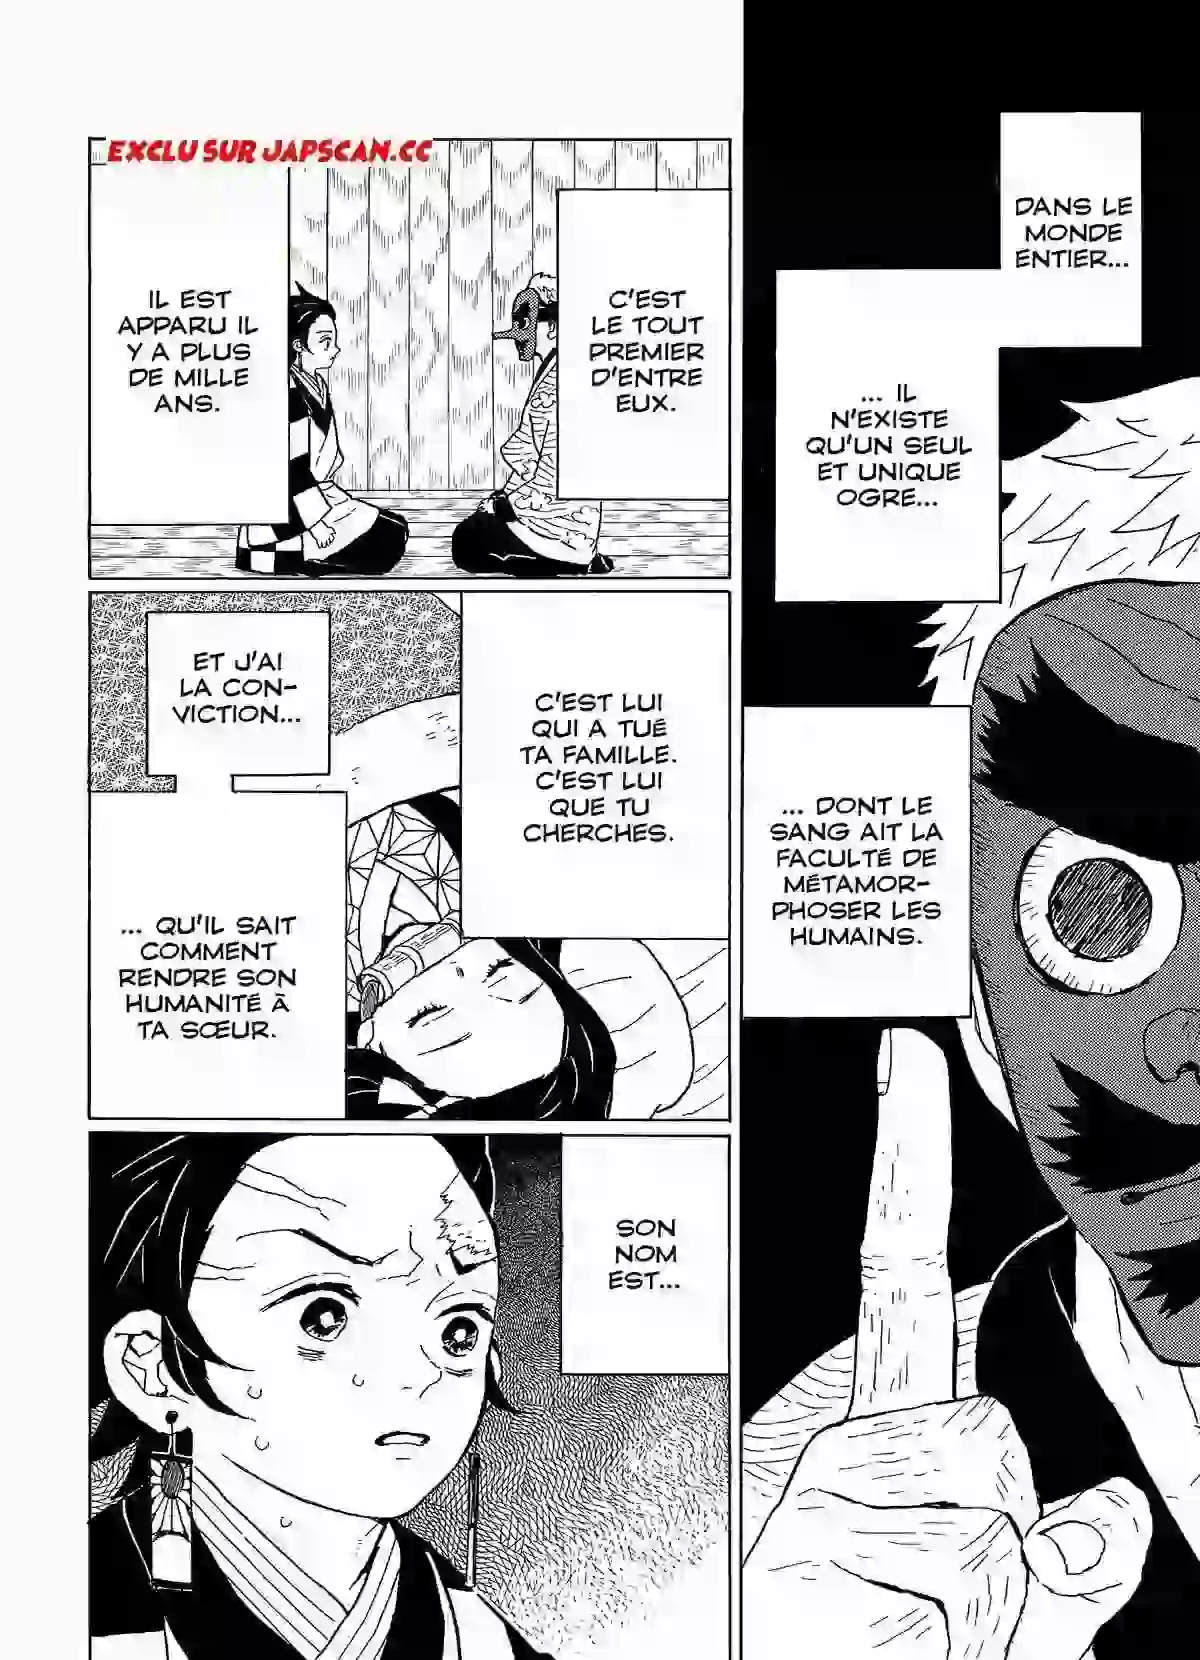 EXCLU SUR JAPSCAN.CC
DANS LE
MONDE
ENTIER...
... IL
N'EXISTE
QU'UN SEUL
ET UNIQUE
OGRE...
... DONT LE
SANG AIT LA
FACULTÉ DE
MÉTAMOR-
PHOSER LES
HUMAINS.
C'EST
LE TOUT
PREMIER
D'ENTRE
EUX.
IL EST
APPARU IL
Y A PLUS
DE MILLE
ANS.
C'EST LUI
QUI A TUÉ
TA FAMILLE.
C'EST LUI
QUE TU
CHERCHES.
ET J'AI
LA CON-
VICTION...
... QU'IL SAIT
COMMENT
RENDRE SON
HUMANITÉ À
TA SŒUR.
SON
NOM
EST...